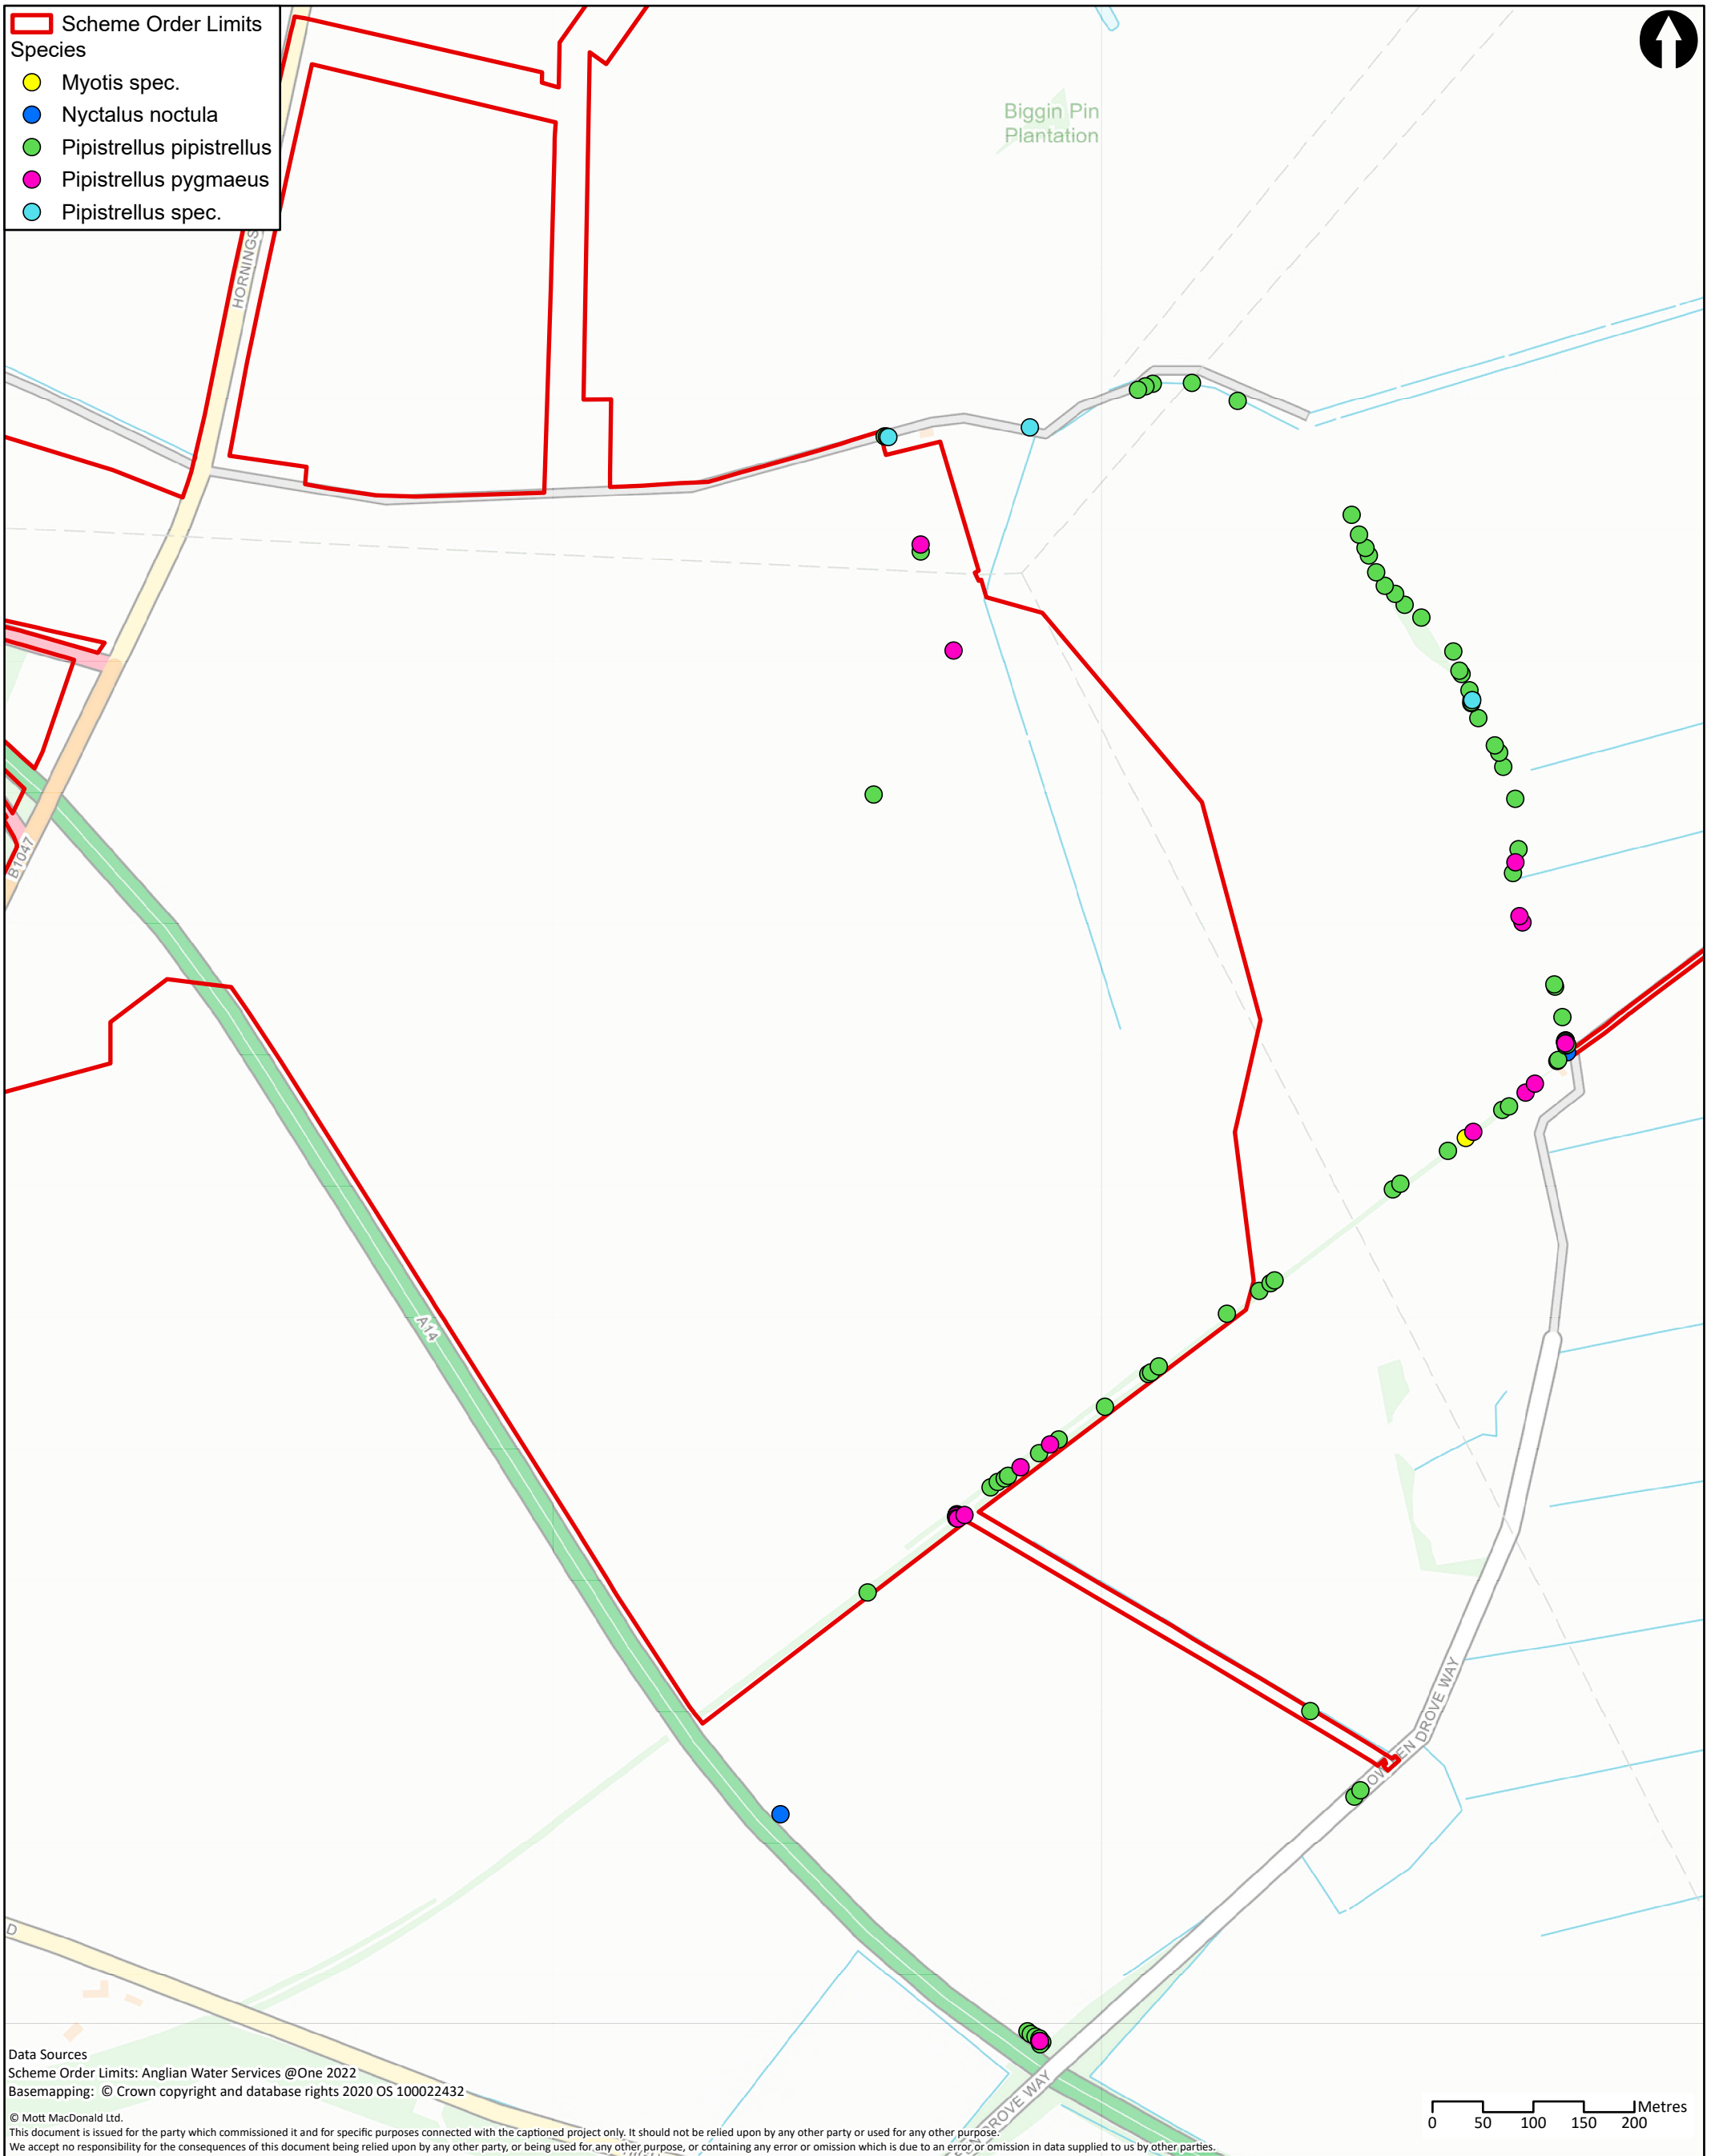 Scheme Order Limits
Species
Myotis spec.
Nyctalus noctula
Pipistrellus pipistrellus
Pipistrellus pygmaeus
Pipistrellus spec.
Biggin Pin
Plantation
HORNINGS
B1047
A14
DROVE WAY
DROVE WAY
D
Data Sources
Scheme Order Limits: Anglian Water Services @One 2022
Basemapping: © Crown copyright and database rights 2020 OS 100022432
© Mott MacDonald Ltd.
This document is issued for the party which commissioned it and for specific purposes connected with the captioned project only. It should not be relied upon by any other party or used for any other purpose.
We accept no responsibility for the consequences of this document being relied upon by any other party, or being used for any other purpose, or containing any error or omission which is due to an error or omission in data supplied to us by other parties.
Metres
0 50 100 150 200